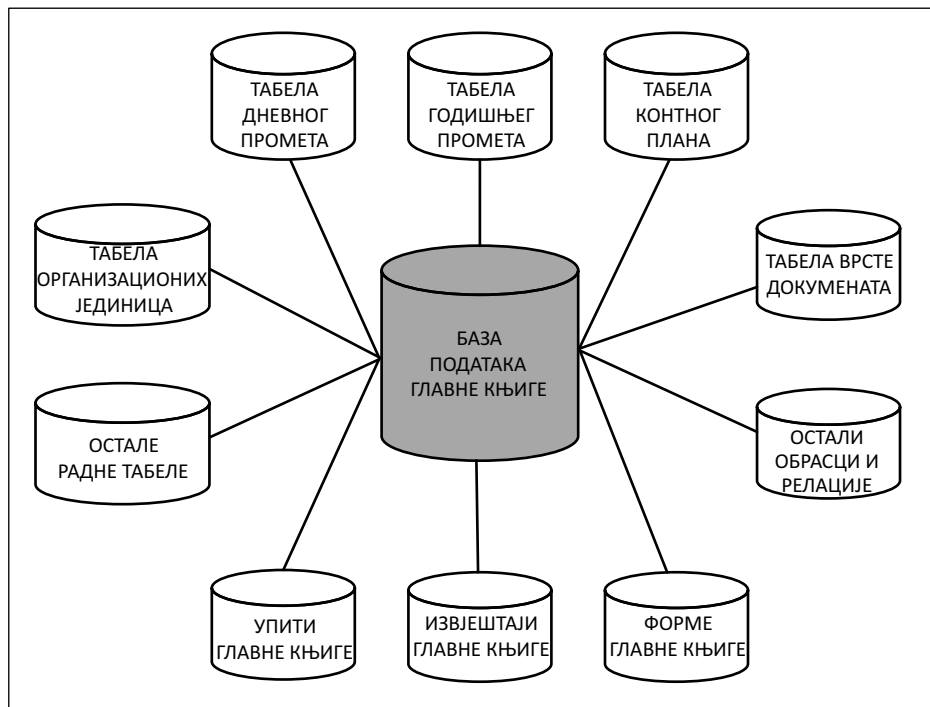 ТАБЕЛА
ДНЕВНОГ
ПРОМЕТА
ТАБЕЛА
ГОДИШЊЕГ
ПРОМЕТА
ТАБЕЛА
КОНТНОГ
ПЛАНА
ТАБЕЛА
ОРГАНИЗАЦИОНИХ
ЈЕДИНИЦА
БАЗА
ПОДАТАКА
ГЛАВНЕ КЊИГЕ
ТАБЕЛА ВРСТЕ
ДОКУМЕНАТА
ОСТАЛЕ
РАДНЕ ТАБЕЛЕ
ОСТАЛИ
ОБРАСЦИ И
РЕЛАЦИЈЕ
УПИТИ
ГЛАВНЕ КЊИГЕ
ИЗВЈЕШТАЈИ
ГЛАВНЕ КЊИГЕ
ФОРМЕ
ГЛАВНЕ КЊИГЕ